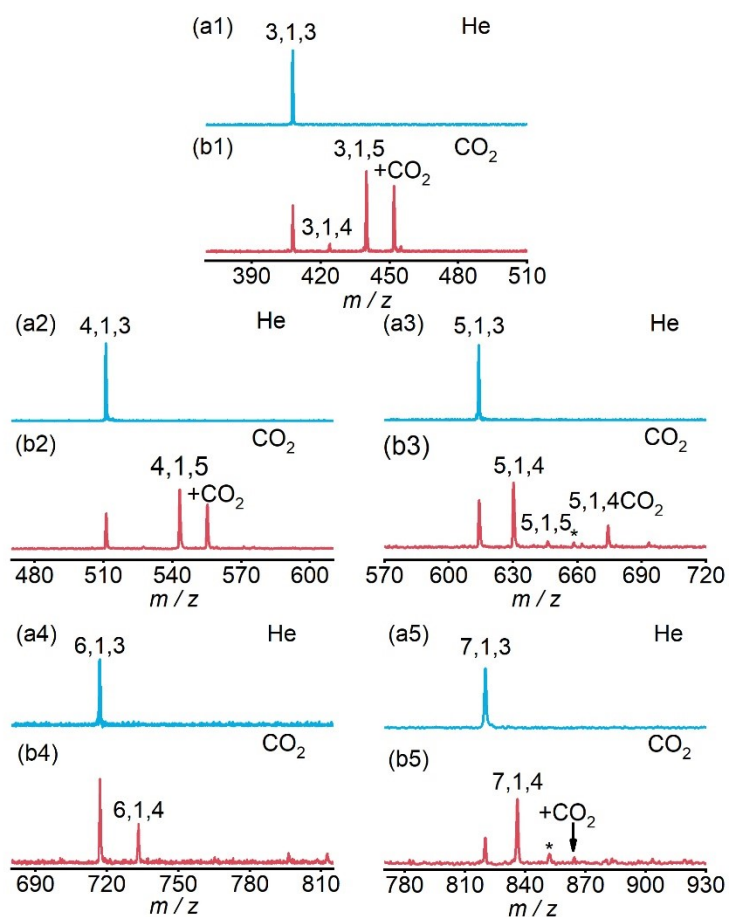 (a1) 3,1,3 He
(b1) 3,1,5 CO₂
+CO₂
3,1,4
390 420 450 480 510
m / z
(a2) 4,1,3 He
(b2) CO₂
4,1,5
+CO₂
480 510 540 570 600
m / z
(a3) 5,1,3 He
(b3) CO₂
5,1,4
5,1,5 * 5,1,4CO₂
570 600 630 660 690 720
m / z
(a4) 6,1,3 He
(b4) CO₂
6,1,4
690 720 750 780 810
m / z
(a5) 7,1,3 He
(b5) CO₂
7,1,4
+CO₂
*
780 810 840 870 900 930
m / z